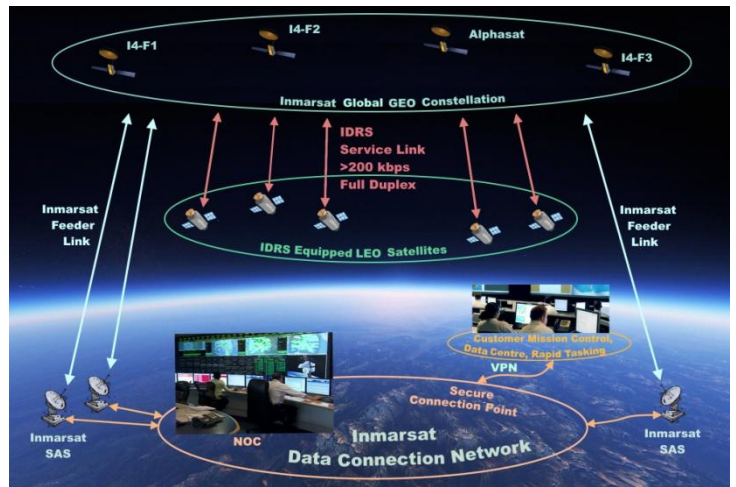 I4-F1
I4-F2
Alphasat
I4-F3
Inmarsat Global GEO Constellation
IDRS
Service Link
>200 kbps
Full Duplex
Inmarsat
Feeder
Link
Inmarsat
Feeder
Link
IDRS Equipped LEO Satellites
Customer Mission Control,
Data Centre, Rapid Tasking
VPN
Secure
Connection Point
Inmarsat
SAS
NOC
Inmarsat
Data Connection Network
Inmarsat
SAS